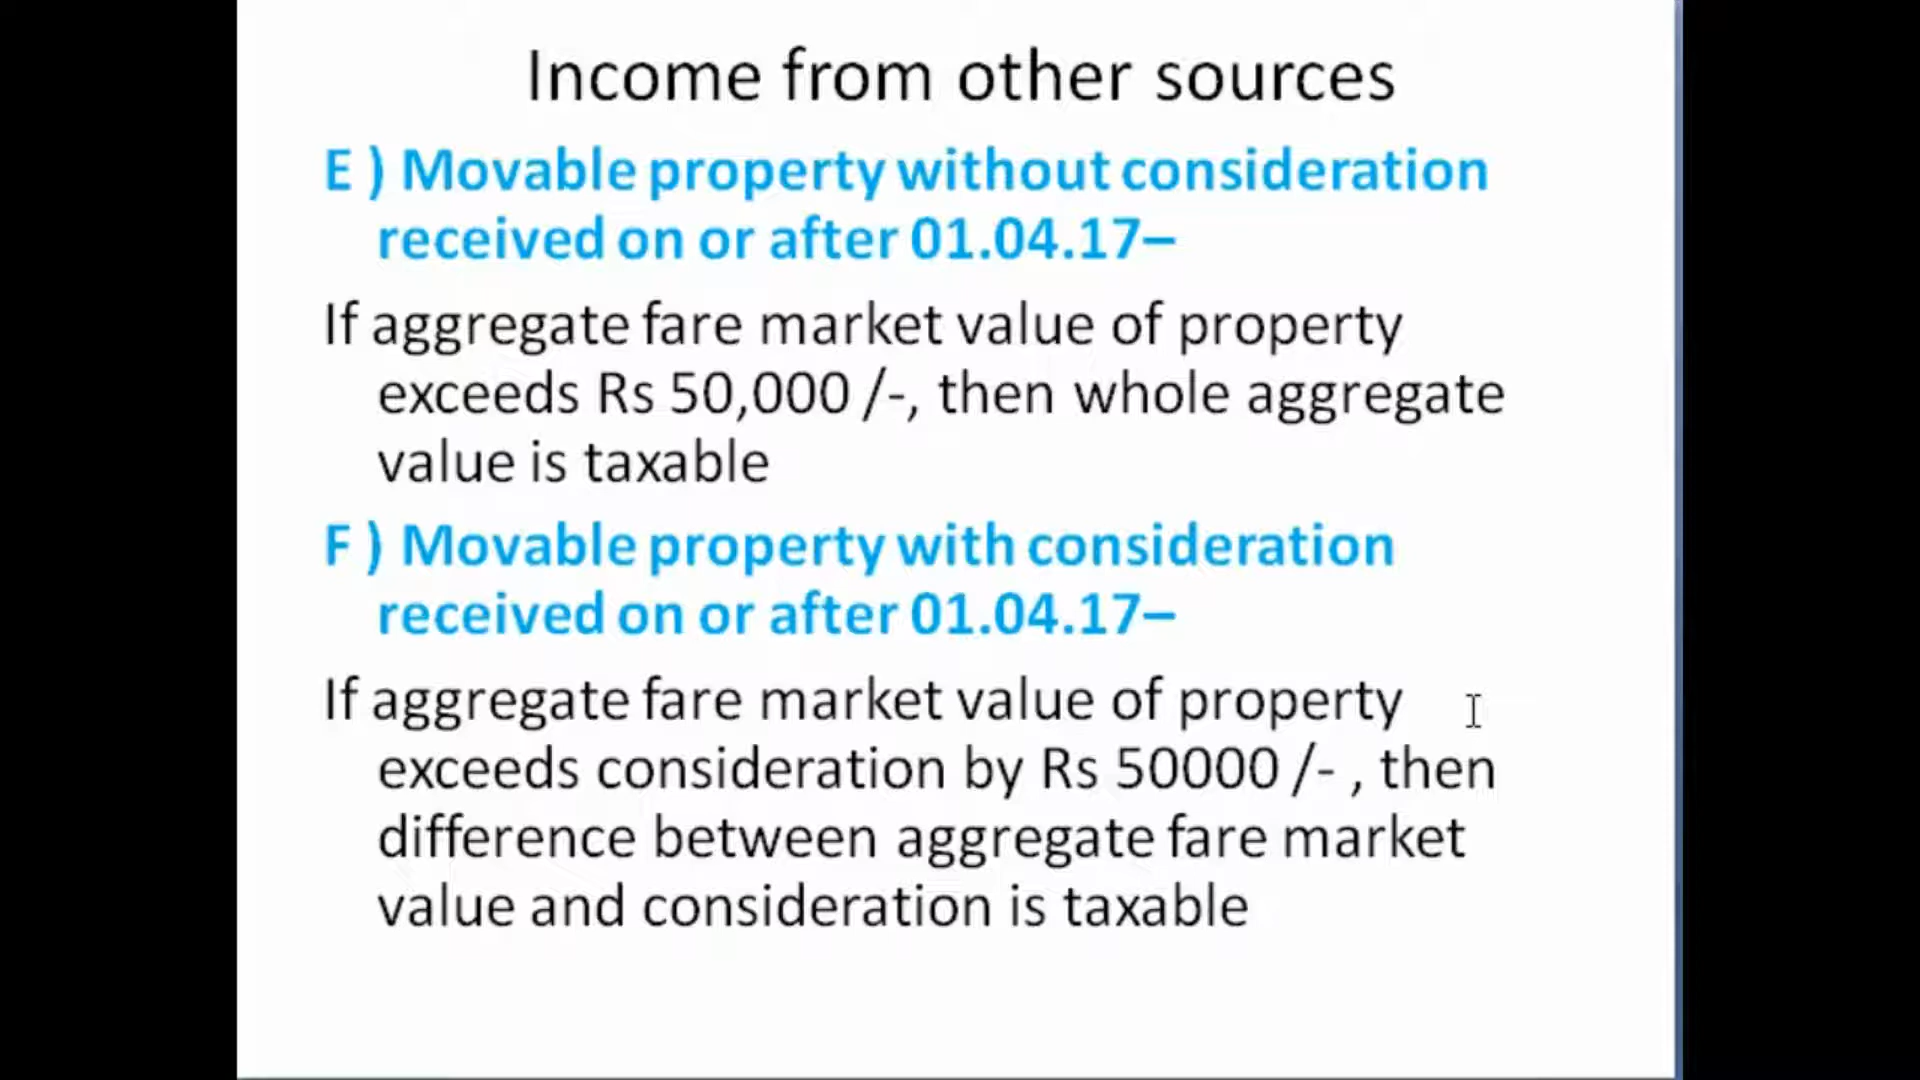 Income from other sources
E ) Movable property without consideration
received on or after 01.04.17–
If aggregate fare market value of property
exceeds Rs 50,000 /-, then whole aggregate
value is taxable
F ) Movable property with consideration
received on or after 01.04.17–
If aggregate fare market value of property
exceeds consideration by Rs 50000 /- , then
difference between aggregate fare market
value and consideration is taxable